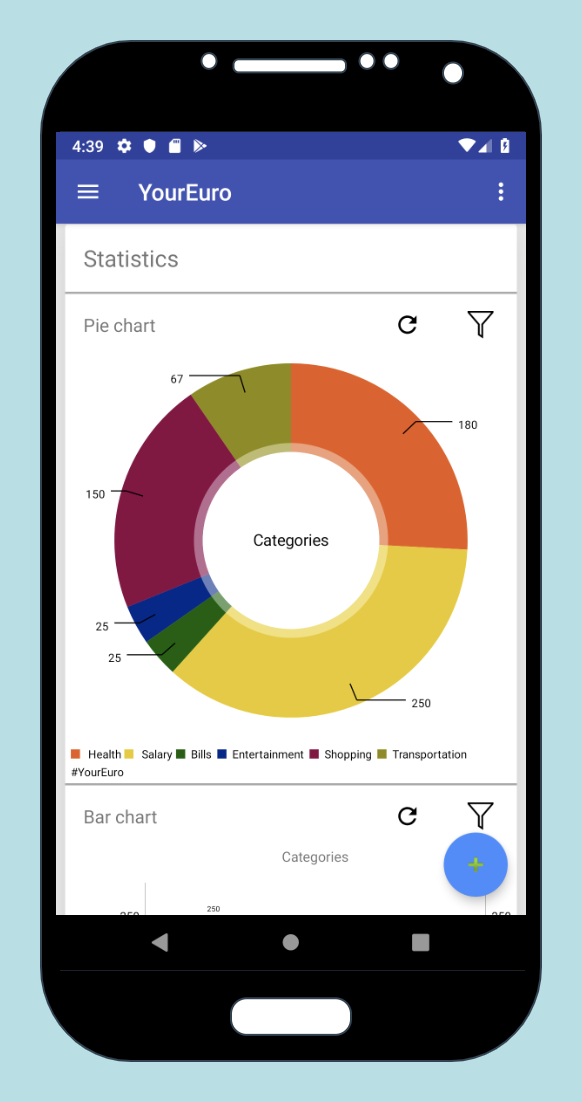 4:39
YourEuro
Statistics
Pie chart
67
180
150
Categories
25
25
250
Health Salary Bills Entertainment Shopping Transportation
#YourEuro
Bar chart
Categories
250
250 250